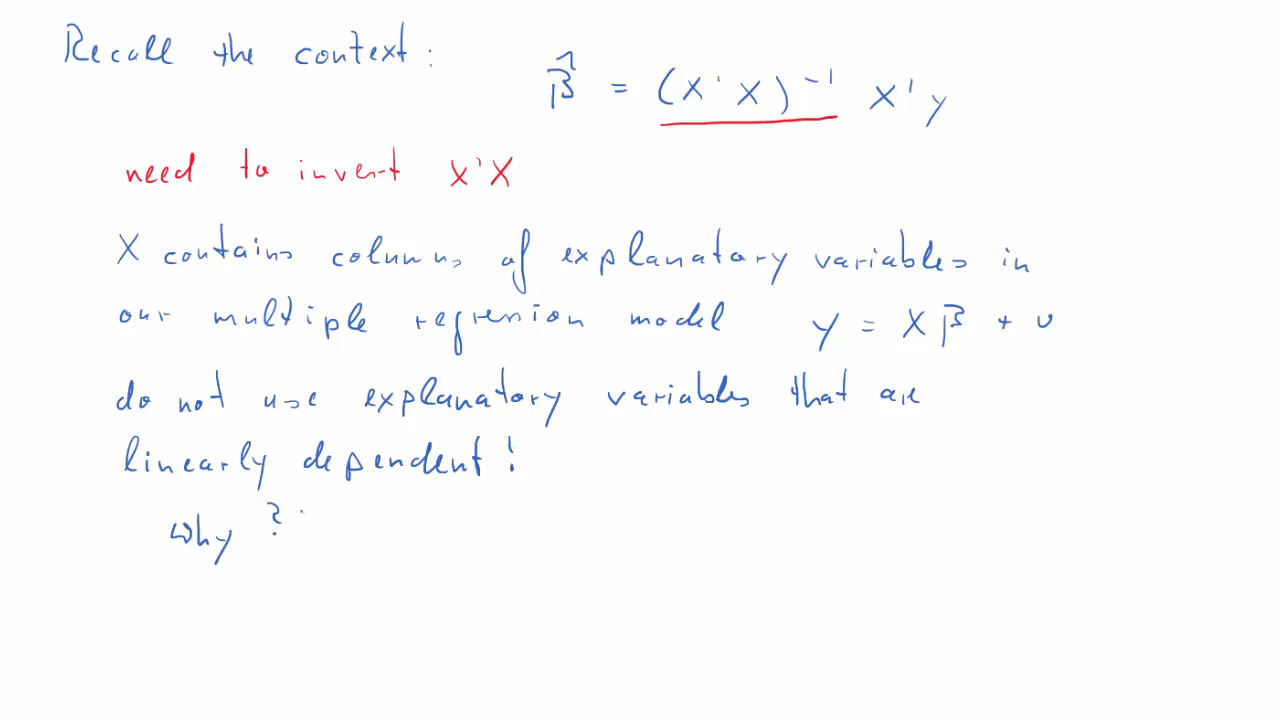 Recall the context:
β̂ = (X'X)⁻¹ X'y
need to invert X'X
X contains columns of explanatory variables in
our multiple regression model y = Xβ + u
do not use explanatory variables that are
linearly dependent!
why?